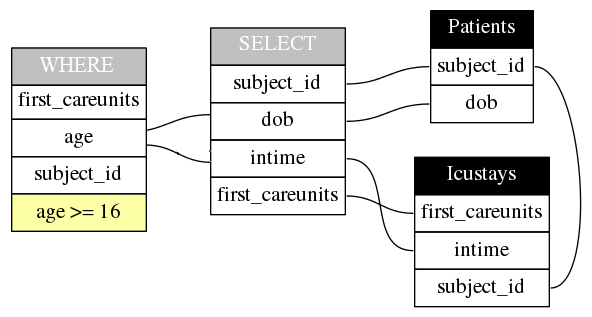 WHERE
first_careunits
age
subject_id
age >= 16
SELECT
subject_id
dob
intime
first_careunits
Patients
subject_id
dob
Icustays
first_careunits
intime
subject_id